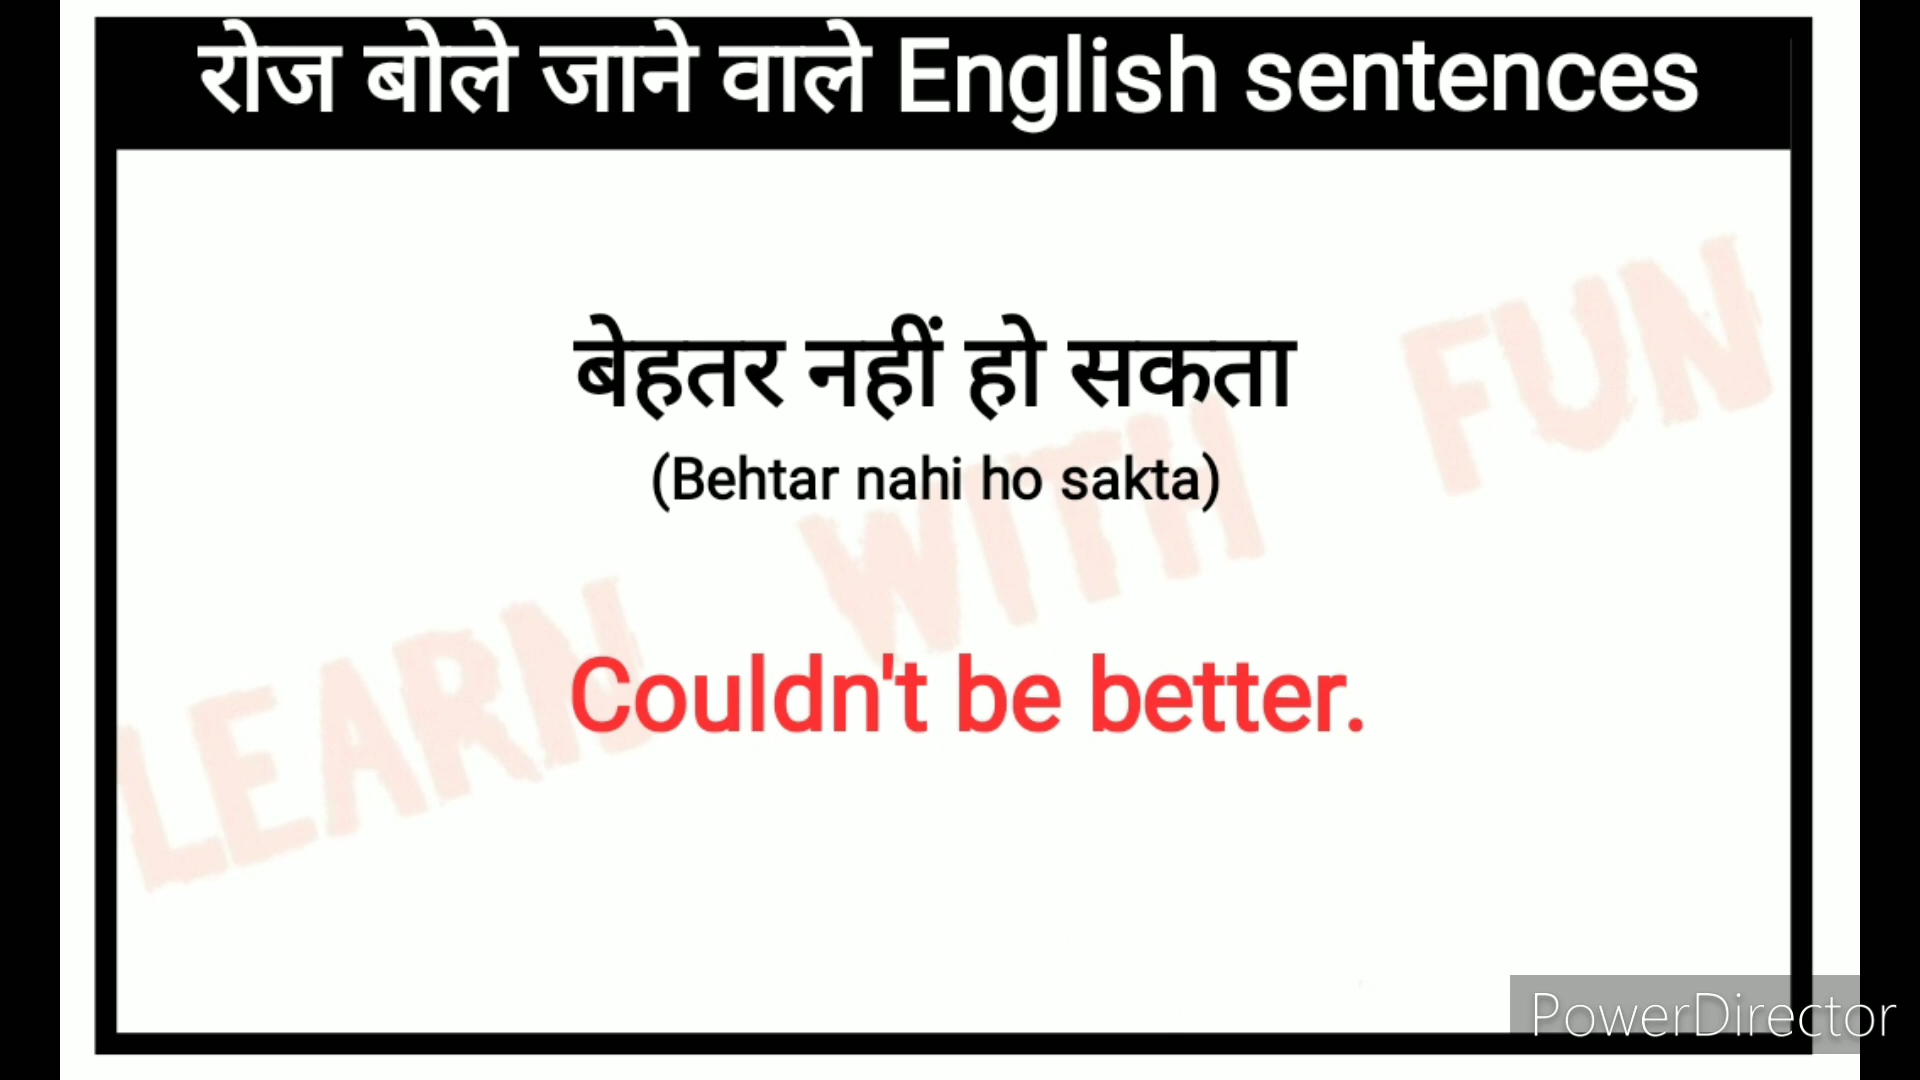 रोज बोले जाने वाले English sentences
बेहतर नहीं हो सकता
(Behtar nahi ho sakta)
Couldn't be better.
LEARN WITH FUN
PowerDirector